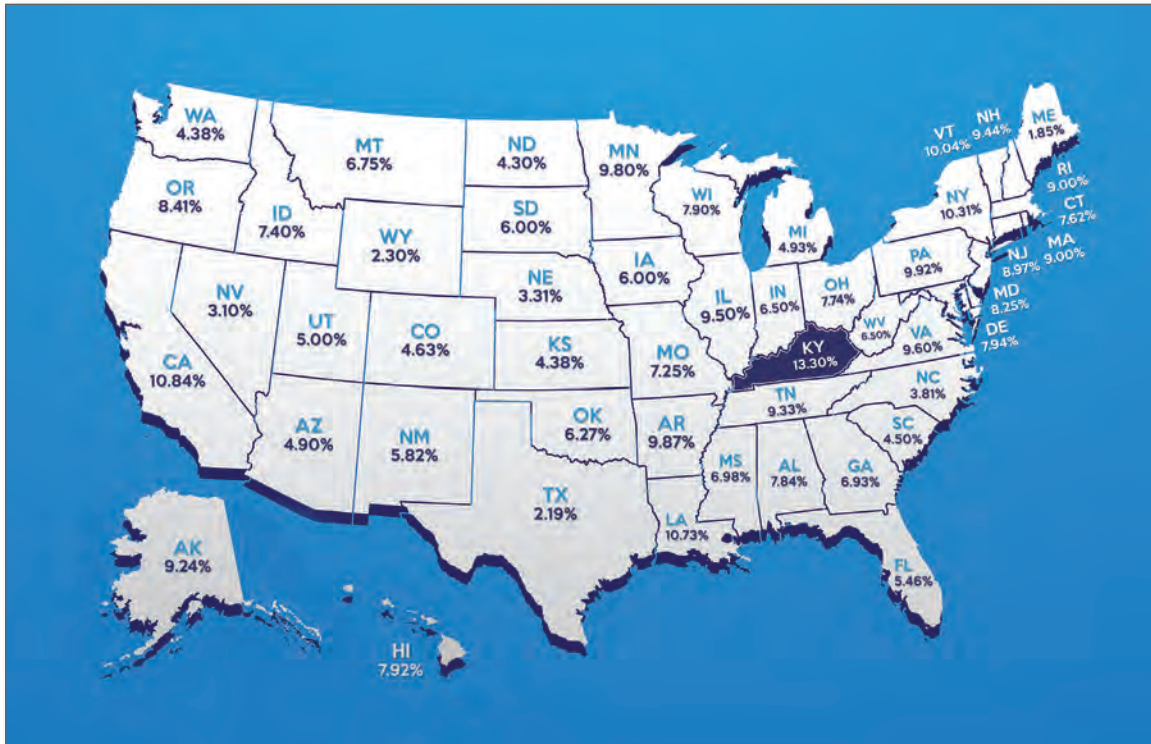 WA
4.38%
MT
6.75%
ND
4.30%
MN
9.80%
VT
10.04%
NH
9.44%
ME
1.85%
OR
8.41%
ID
7.40%
WY
2.30%
SD
6.00%
WI
7.90%
MI
4.93%
NY
10.31%
RI
9.00%
CT
7.62%
NJ
8.97%
MA
9.00%
PA
9.92%
MD
8.25%
DE
7.94%
NV
3.10%
UT
5.00%
CO
4.63%
NE
3.31%
IA
6.00%
IL
9.50%
IN
6.50%
OH
7.74%
WV
6.50%
VA
9.60%
KY
13.30%
CA
10.84%
KS
4.38%
MO
7.25%
TN
9.33%
NC
3.81%
SC
4.50%
AZ
4.90%
NM
5.82%
OK
6.27%
AR
9.87%
MS
6.98%
AL
7.84%
GA
6.93%
TX
2.19%
LA
10.73%
FL
5.46%
AK
9.24%
HI
7.92%